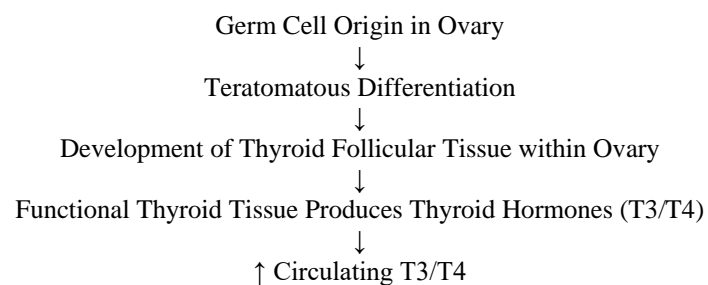 Germ Cell Origin in Ovary
↓
Teratomatous Differentiation
↓
Development of Thyroid Follicular Tissue within Ovary
↓
Functional Thyroid Tissue Produces Thyroid Hormones (T3/T4)
↓
↑ Circulating T3/T4